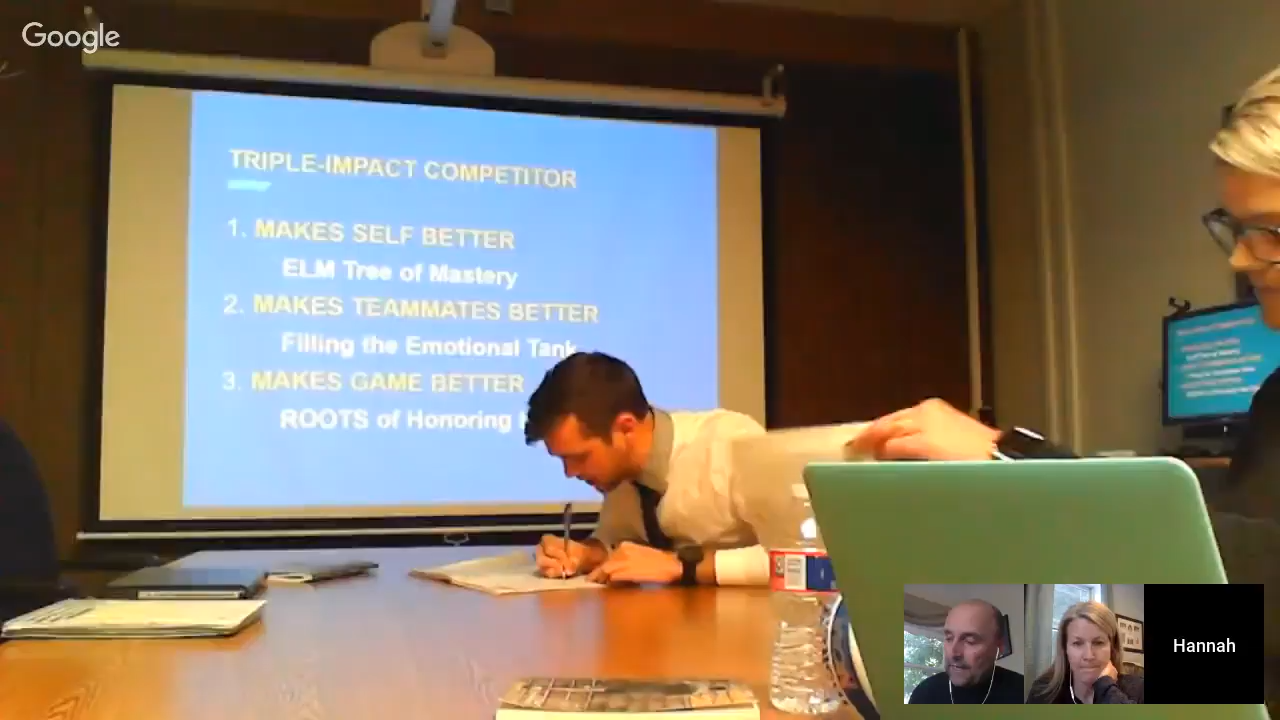 Google
TRIPLE-IMPACT COMPETITOR
1. MAKES SELF BETTER
ELM Tree of Mastery
2. MAKES TEAMMATES BETTER
Filling the Emotional Tank
3. MAKES GAME BETTER
ROOTS of Honoring
Hannah